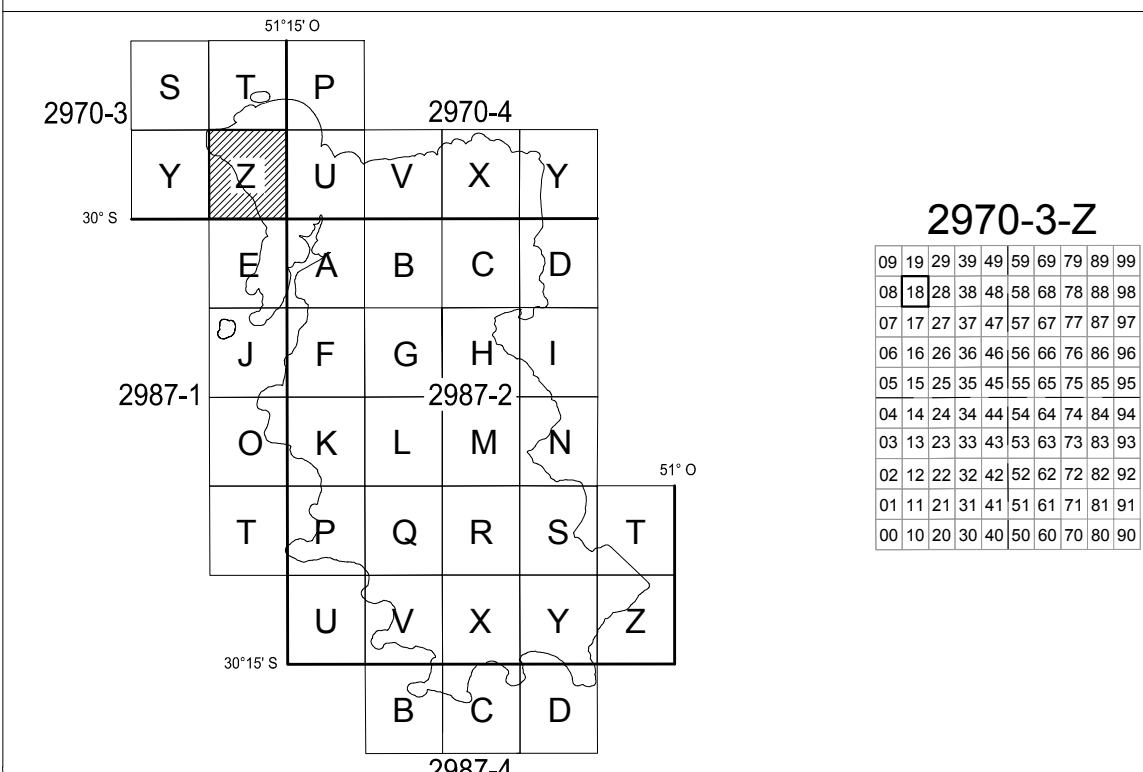 51°15' O
S T P
2970-3
2970-4
Y Z U V X Y
30° S
E A B C D
J F G H I
2987-1
2987-2
O K L M N
51° O
T P Q R S T
U V X Y Z
30°15' S
B C D
2987-4
2970-3-Z
09 19 29 39 49 59 69 79 89 99
08 18 28 38 48 58 68 78 88 98
07 17 27 37 47 57 67 77 87 97
06 16 26 36 46 56 66 76 86 96
05 15 25 35 45 55 65 75 85 95
04 14 24 34 44 54 64 74 84 94
03 13 23 33 43 53 63 73 83 93
02 12 22 32 42 52 62 72 82 92
01 11 21 31 41 51 61 71 81 91
00 10 20 30 40 50 60 70 80 90